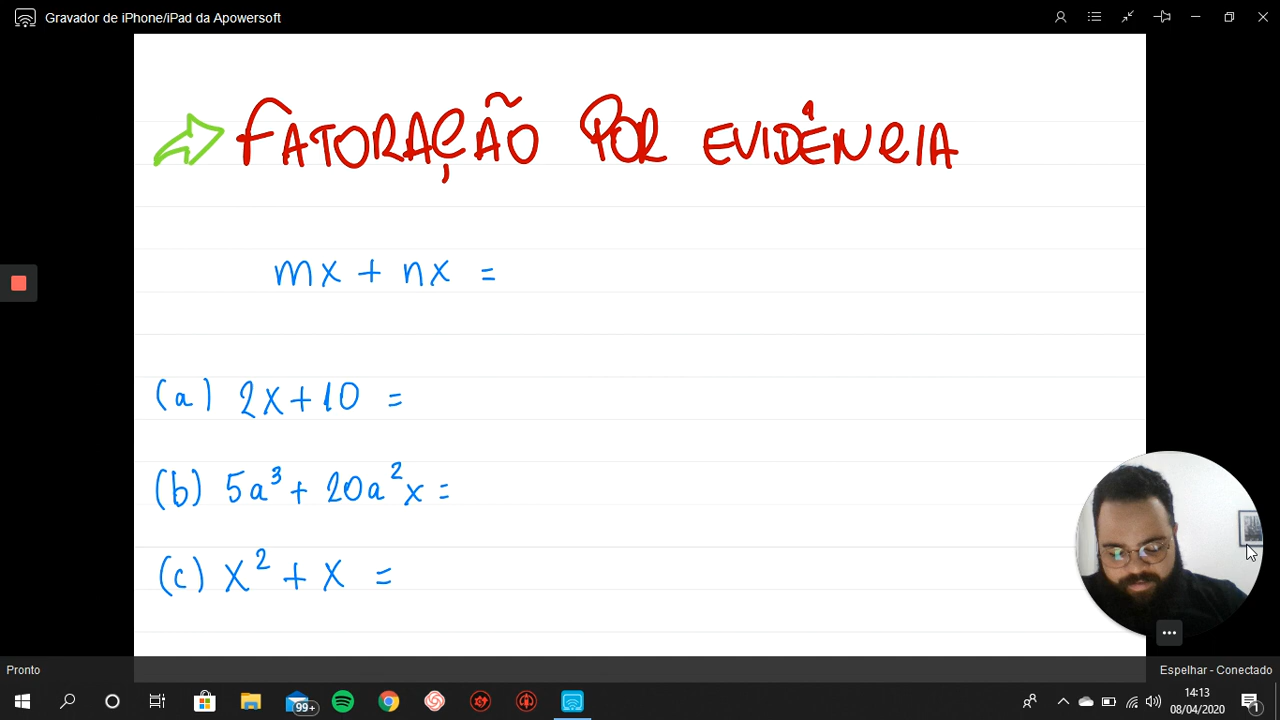 Gravador de iPhone/iPad da Apowersoft
FATORAÇÃO POR EVIDÊNCIA
mx + nx =
(a) 2x+10 =
(b) 5a³ + 20a²x =
(c) x² + x =
Pronto
Espelhar - Conectado
99+
14:13
08/04/2020
1